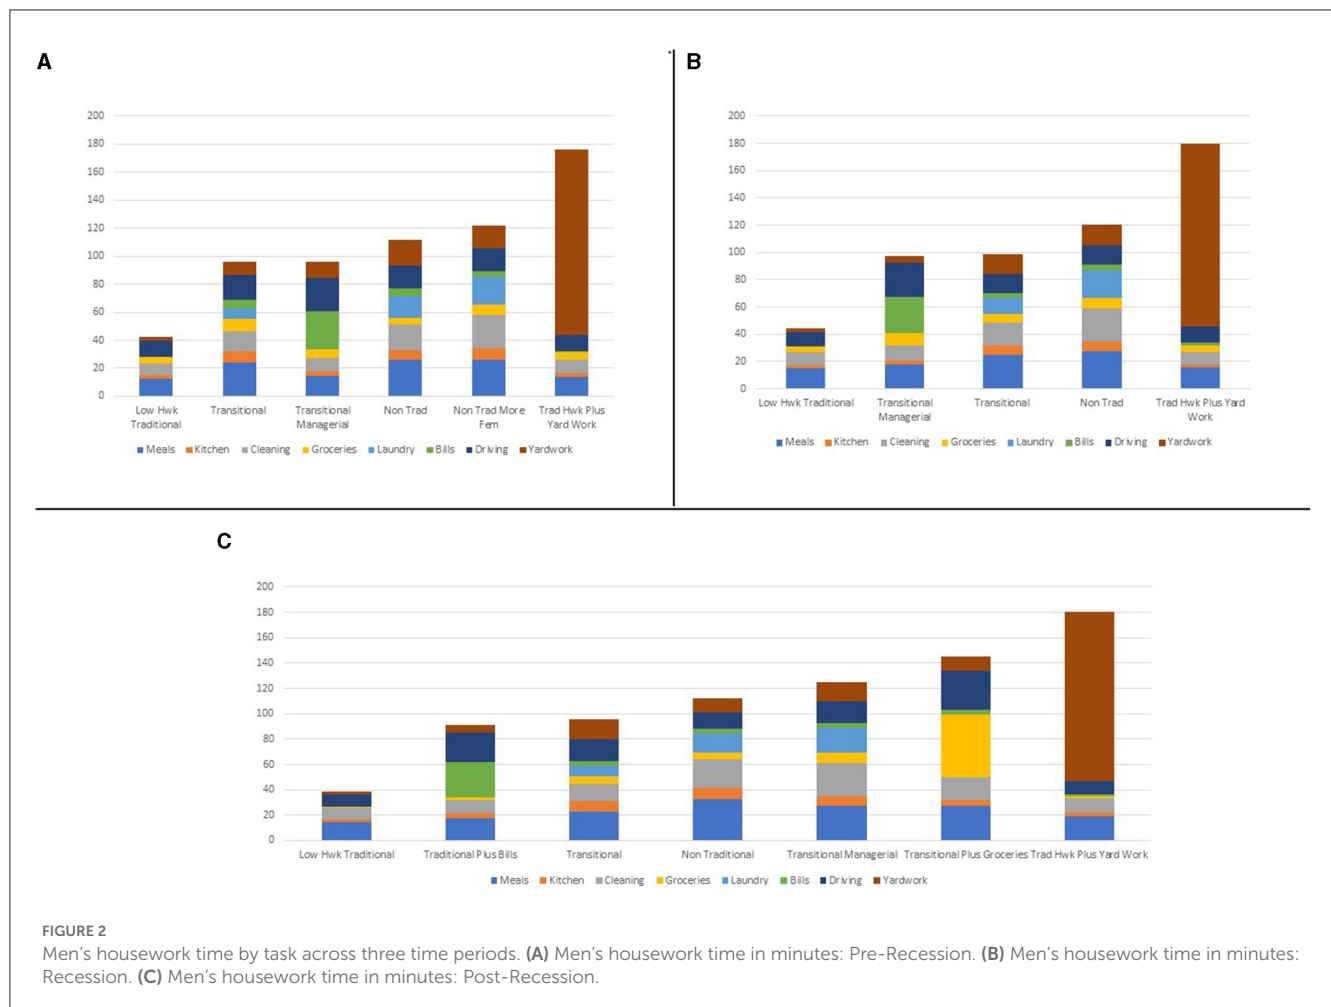 A
200
180
160
140
120
100
80
60
40
20
0
Low Hwk Traditional
Transitional
Transitional Managerial
Non Trad
Non Trad More Fem
Trad Hwk Plus Yard Work
Meals Kitchen Cleaning Groceries Laundry Bills Driving Yardwork
B
200
180
160
140
120
100
80
60
40
20
0
Low Hwk Traditional
Transitional Managerial
Transitional
Non Trad
Trad Hwk Plus Yard Work
Meals Kitchen Cleaning Groceries Laundry Bills Driving Yardwork
C
200
180
160
140
120
100
80
60
40
20
0
Low Hwk Traditional Traditional Plus Bills Transitional Non Traditional Transitional Managerial Transitional Plus Groceries Trad Hwk Plus Yard Work
Meals Kitchen Cleaning Groceries Laundry Bills Driving Yardwork
FIGURE 2
Men's housework time by task across three time periods. (A) Men's housework time in minutes: Pre-Recession. (B) Men's housework time in minutes:
Recession. (C) Men's housework time in minutes: Post-Recession.